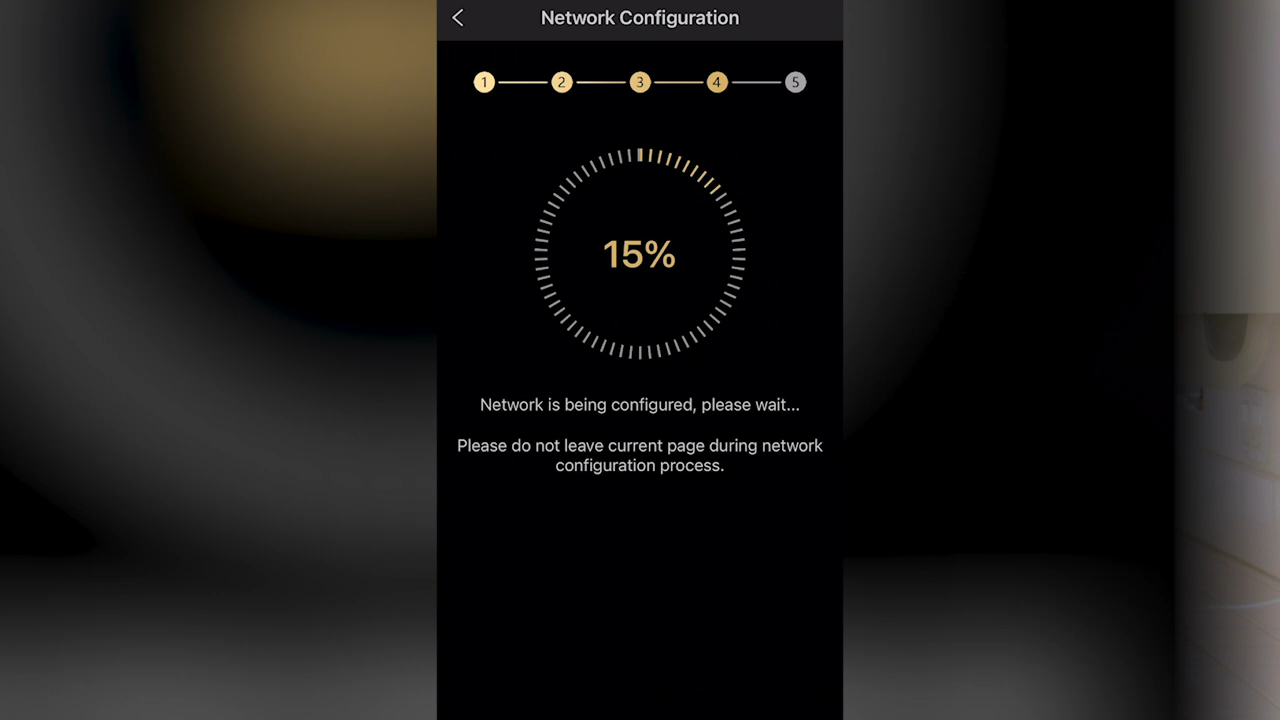 Network Configuration
1 2 3 4 5
15%
Network is being configured, please wait...
Please do not leave current page during network
configuration process.